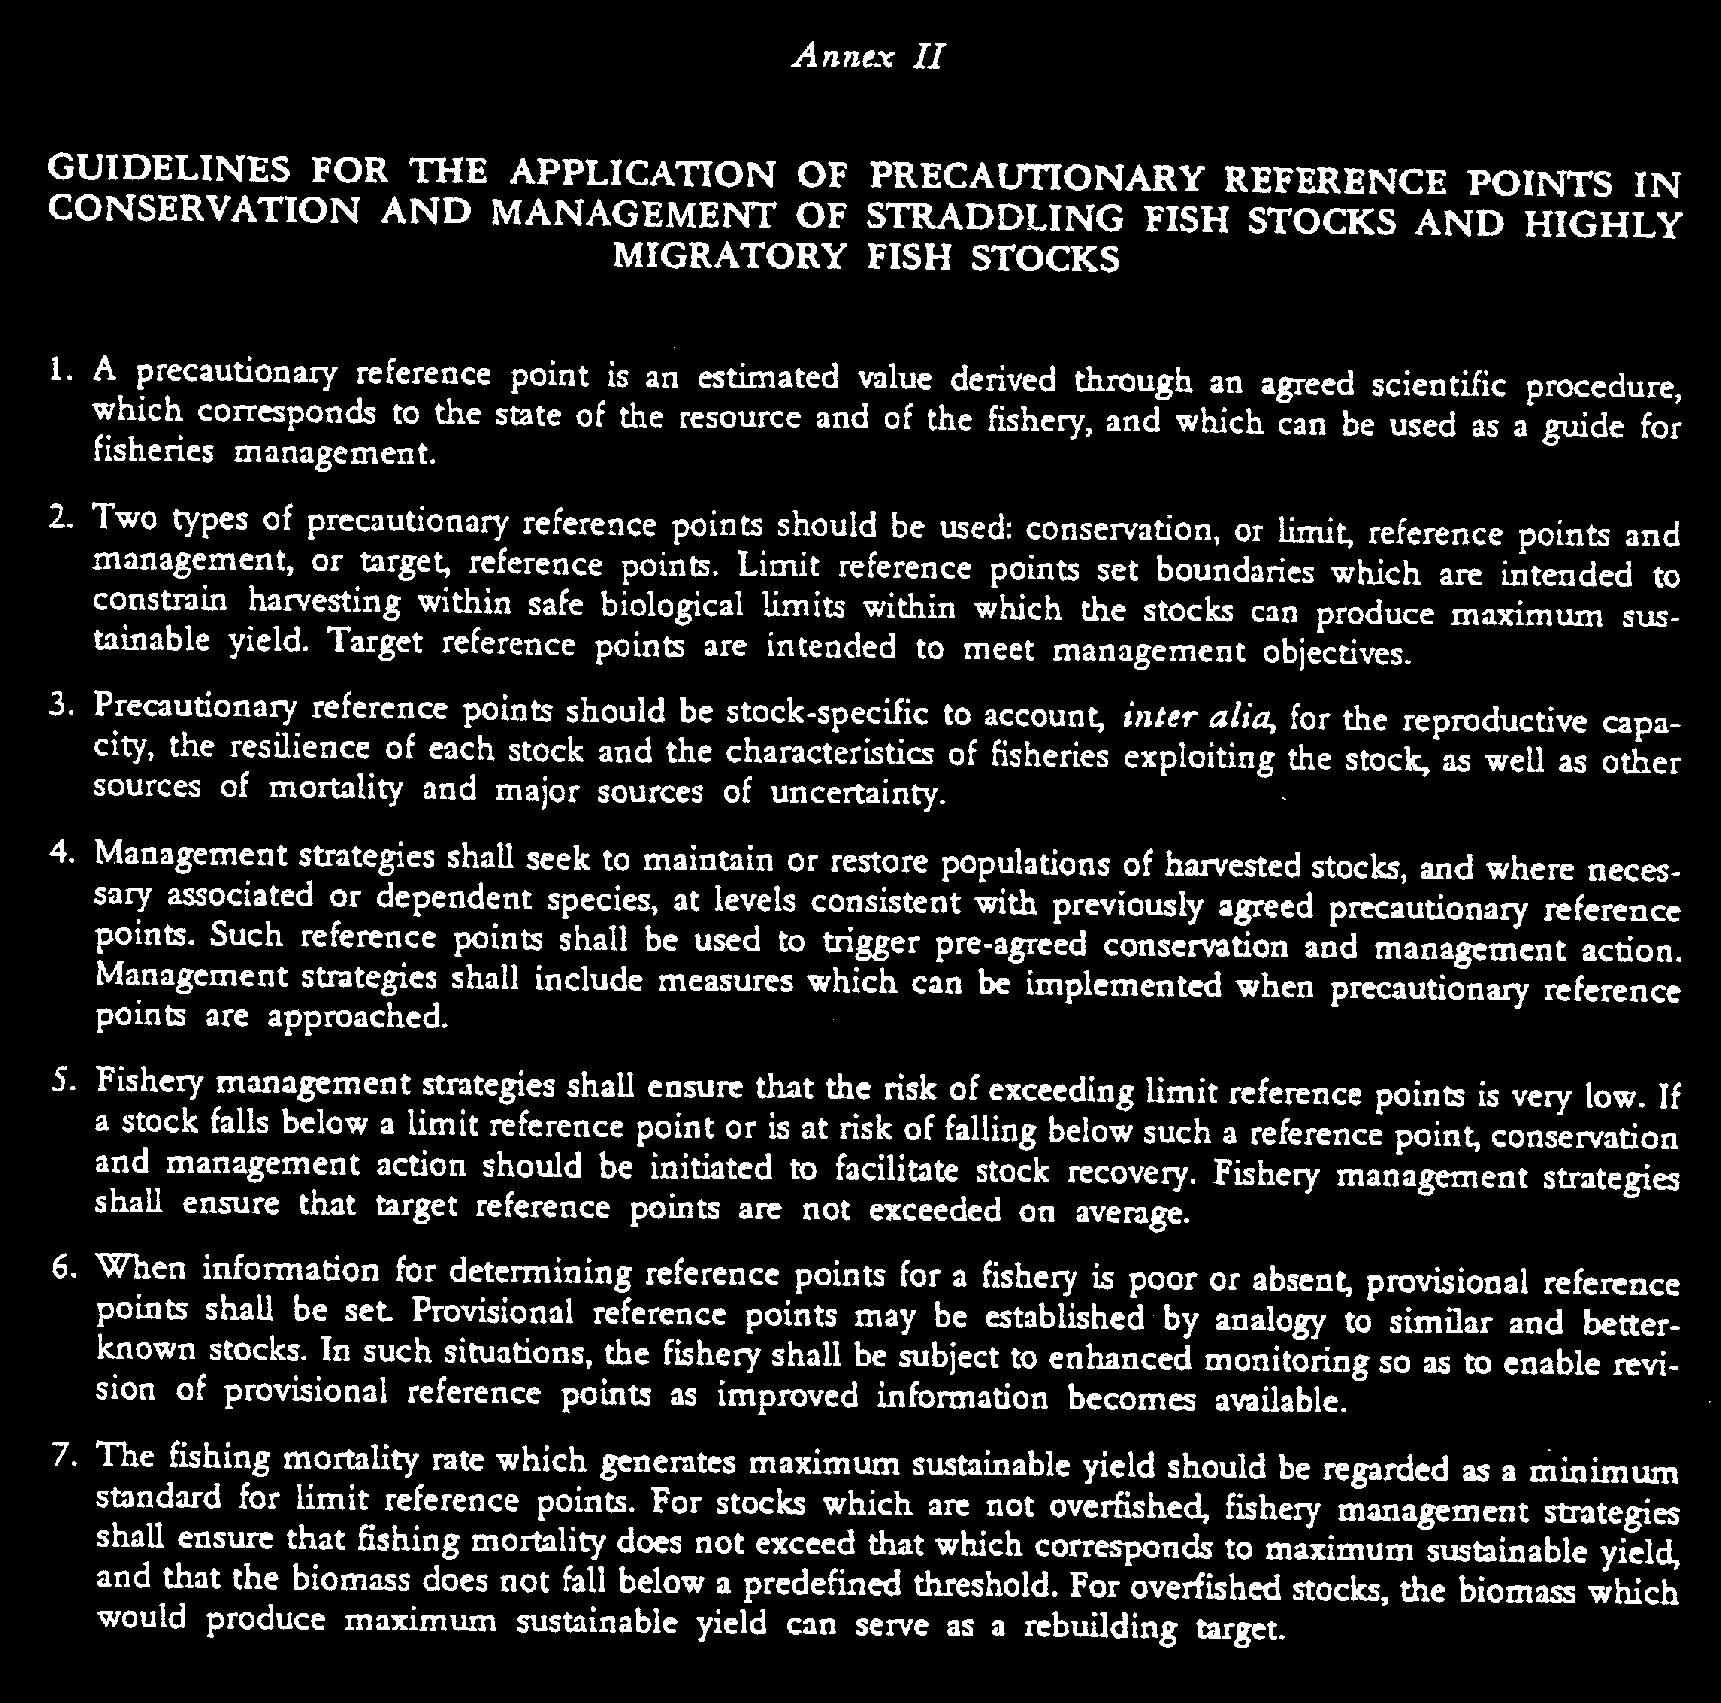 Annex II
GUIDELINES FOR THE APPLICATION OF PRECAUTIONARY REFERENCE POINTS IN
CONSERVATION AND MANAGEMENT OF STRADDLING FISH STOCKS AND HIGHLY
MIGRATORY FISH STOCKS
1. A precautionary reference point is an estimated value derived through an agreed scientific procedure,
which corresponds to the state of the resource and of the fishery, and which can be used as a guide for
fisheries management.
2. Two types of precautionary reference points should be used: conservation, or limit, reference points and
management, or target, reference points. Limit reference points set boundaries which are intended to
constrain harvesting within safe biological limits within which the stocks can produce maximum sus-
tainable yield. Target reference points are intended to meet management objectives.
3. Precautionary reference points should be stock-specific to account, inter alia, for the reproductive capa-
city, the resilience of each stock and the characteristics of fisheries exploiting the stock, as well as other
sources of mortality and major sources of uncertainty.
4. Management strategies shall seek to maintain or restore populations of harvested stocks, and where neces-
sary associated or dependent species, at levels consistent with previously agreed precautionary reference
points. Such reference points shall be used to trigger pre-agreed conservation and management action.
Management strategies shall include measures which can be implemented when precautionary reference
points are approached.
5. Fishery management strategies shall ensure that the risk of exceeding limit reference points is very low. If
a stock falls below a limit reference point or is at risk of falling below such a reference point, conservation
and management action should be initiated to facilitate stock recovery. Fishery management strategies
shall ensure that target reference points are not exceeded on average.
6. When information for determining reference points for a fishery is poor or absent, provisional reference
points shall be set. Provisional reference points may be established by analogy to similar and better-
known stocks. In such situations, the fishery shall be subject to enhanced monitoring so as to enable revi-
sion of provisional reference points as improved information becomes available.
7. The fishing mortality rate which generates maximum sustainable yield should be regarded as a minimum
standard for limit reference points. For stocks which are not overfished, fishery management strategies
shall ensure that fishing mortality does not exceed that which corresponds to maximum sustainable yield,
and that the biomass does not fall below a predefined threshold. For overfished stocks, the biomass which
would produce maximum sustainable yield can serve as a rebuilding target.